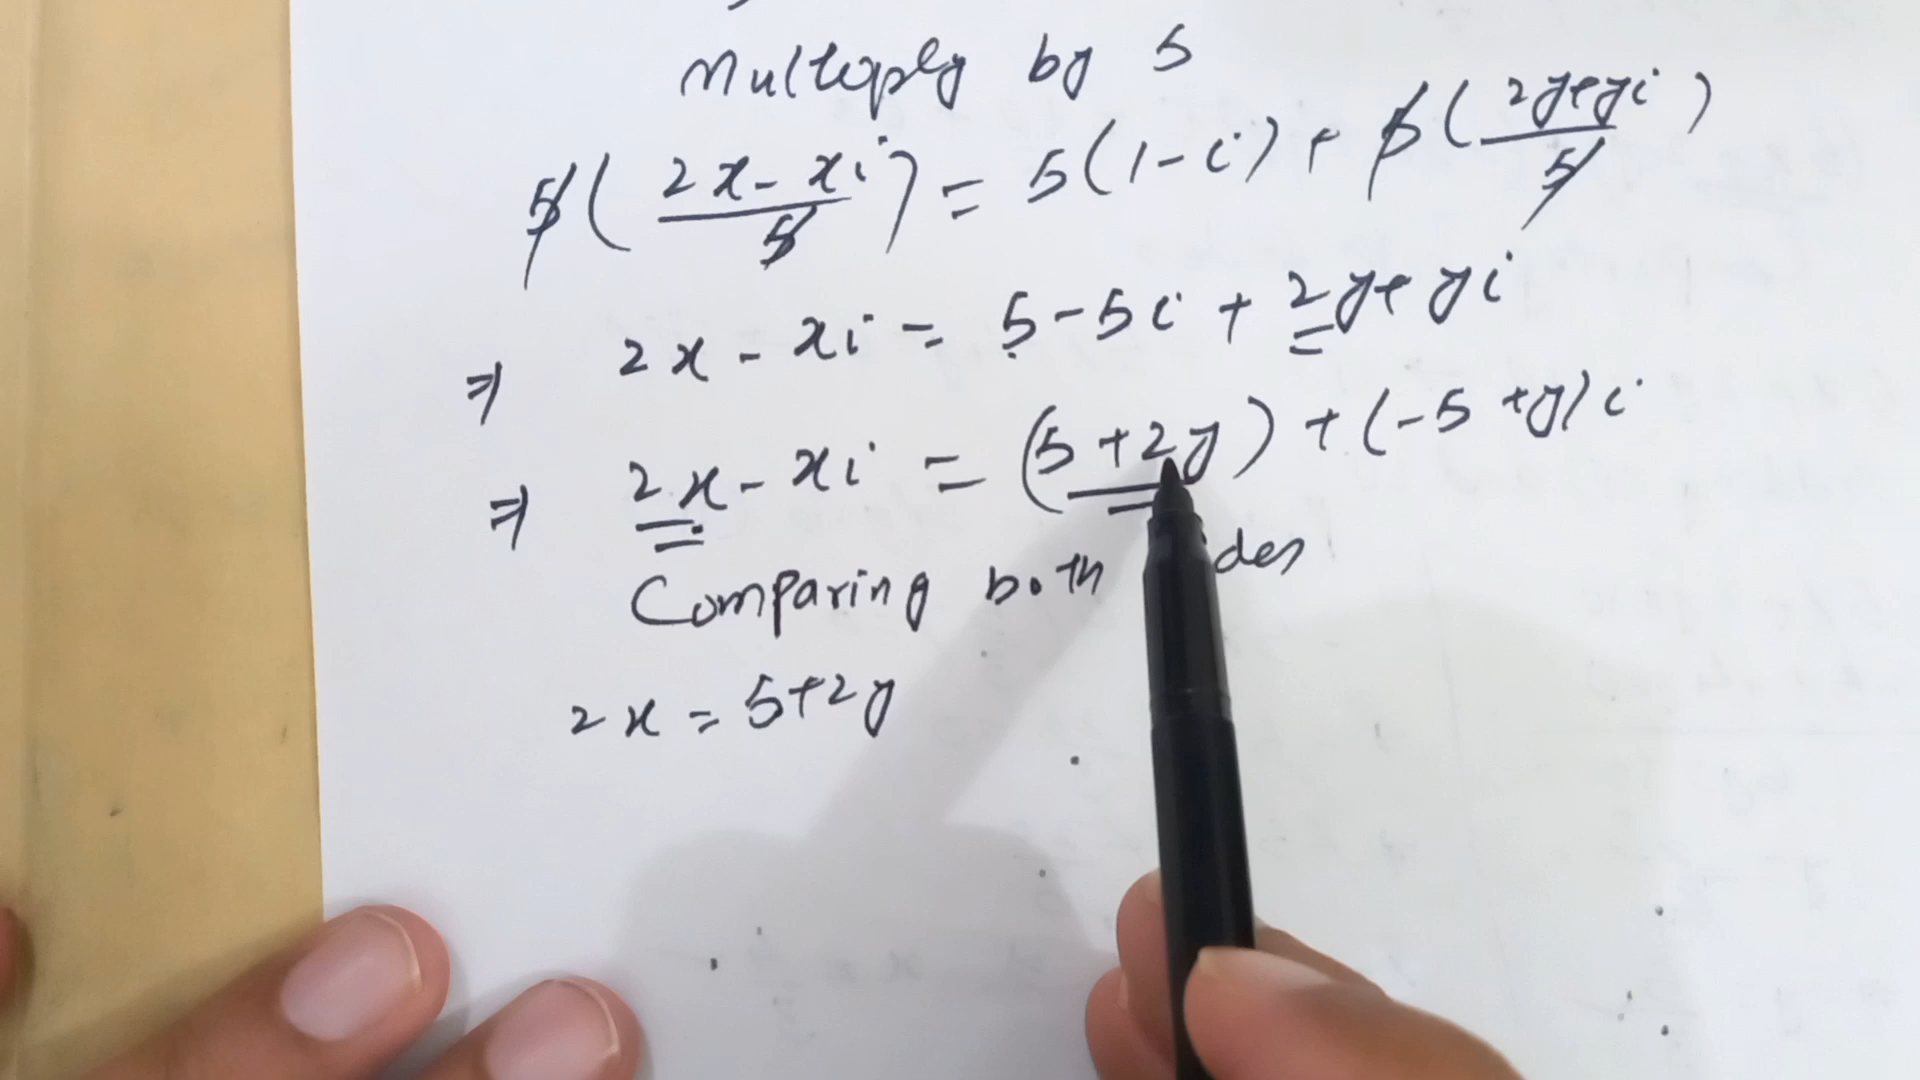 Multiply by 5
5((2x - xi)/5) = 5(1 - i) + 5((2y+yi)/5)
⇒ 2x - xi = 5 - 5i + 2y+yi
⇒ 2x - xi = (5+2y) + (-5+y)i
Comparing both
2x = 5+2y